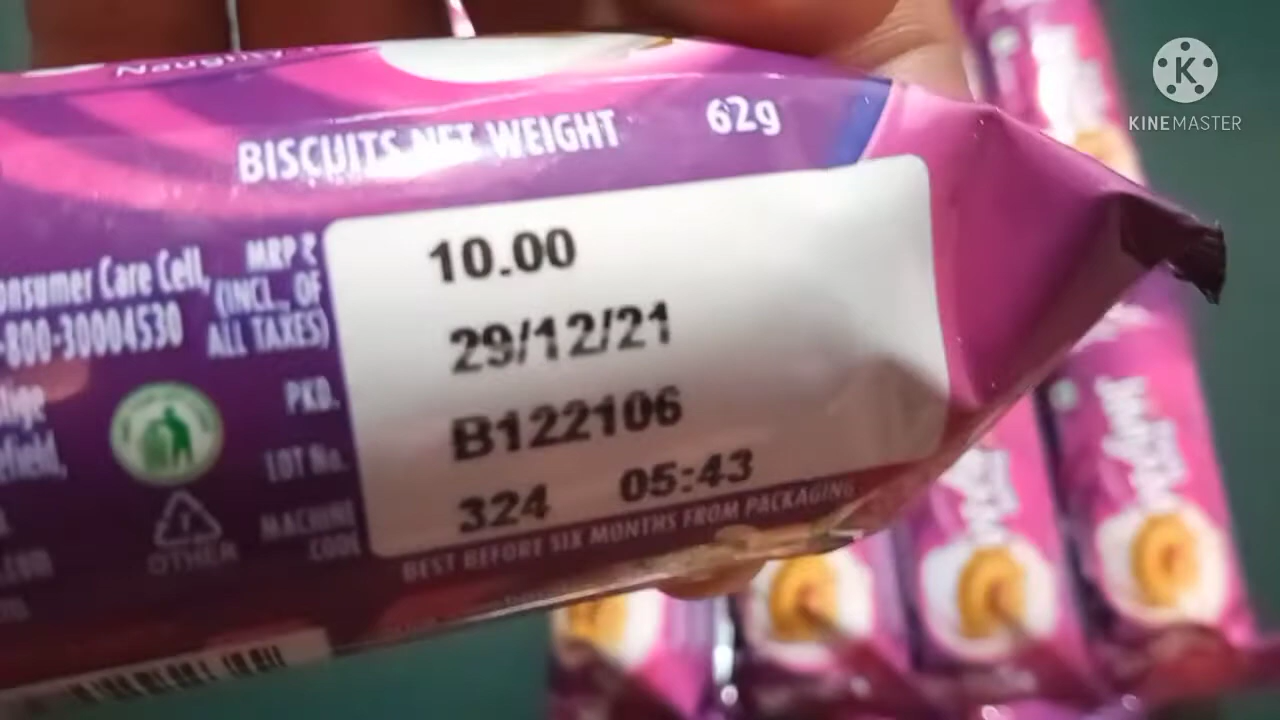 KINEMASTER
Naughty
BISCUITS NET WEIGHT 62g
Consumer Care Cell,
-800-30004530
MRP ₹
(INCL., OF
ALL TAXES)
10.00
PKD.
29/12/21
LOT No.
B122106
MACHINE
CODE
324 05:43
BEST BEFORE SIX MONTHS FROM PACKAGING
OTHER